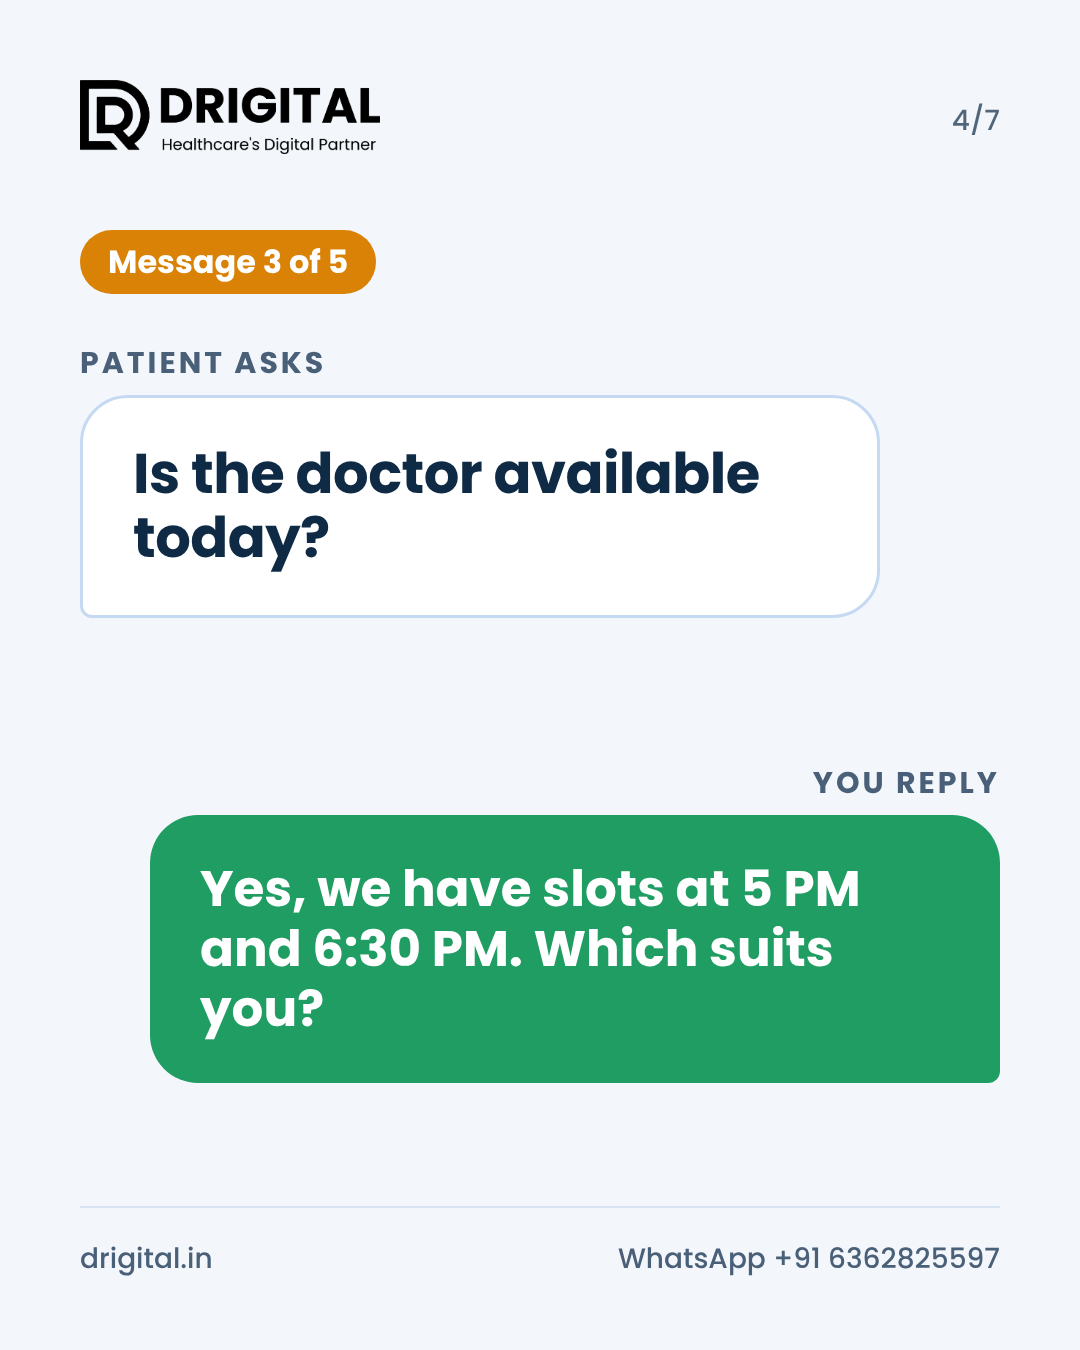 DRIGITAL
Healthcare's Digital Partner
4/7
Message 3 of 5
PATIENT ASKS
Is the doctor available
today?
YOU REPLY
Yes, we have slots at 5 PM
and 6:30 PM. Which suits
you?
drigital.in
WhatsApp +91 6362825597